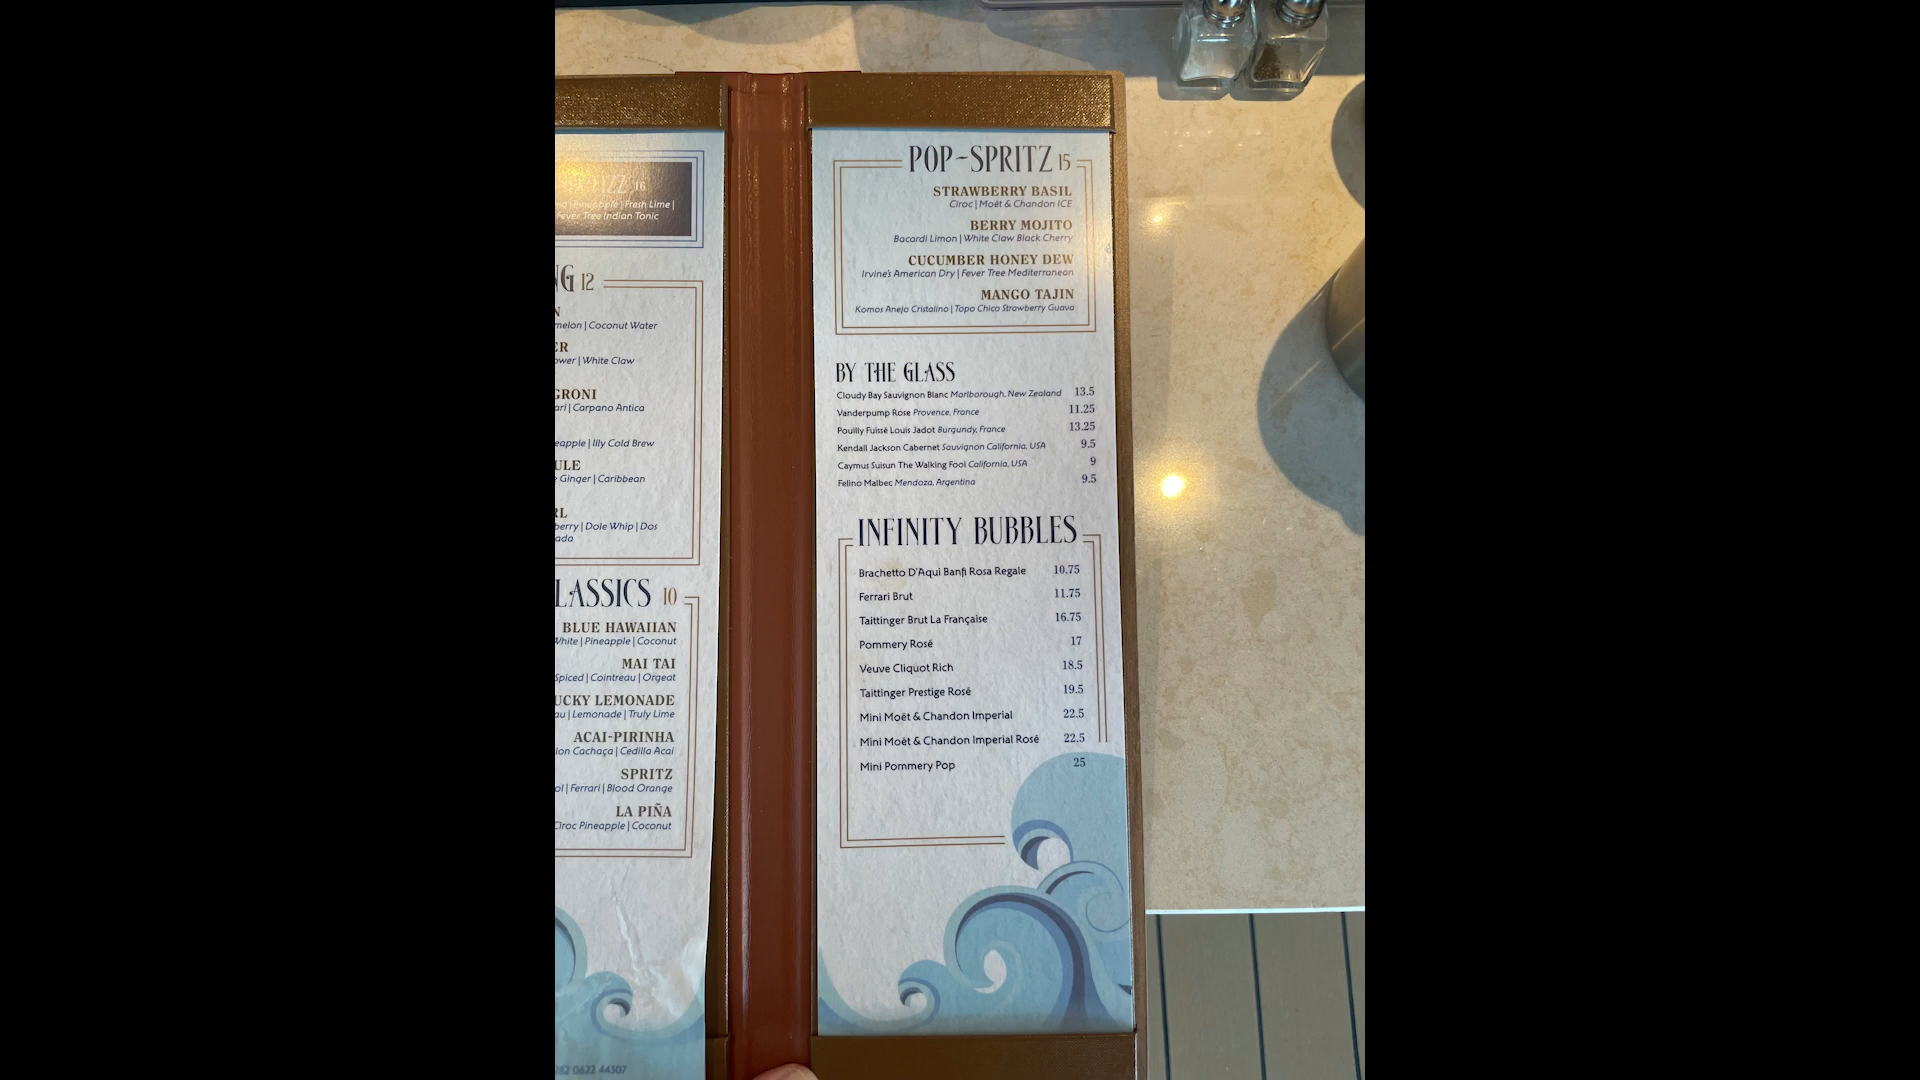 FIZZ 16
Pineapple | Fresh Lime |
Fever Tree Indian Tonic
NG 12
N
melon | Coconut Water
ER
ower | White Claw
GRONI
ari | Carpano Antica
eapple | Illy Cold Brew
ULE
e Ginger | Caribbean
RL
berry | Dole Whip | Dos
ada
LASSICS 10
BLUE HAWAIIAN
White | Pineapple | Coconut
MAI TAI
Spiced | Cointreau | Orgeat
UCKY LEMONADE
au | Lemonade | Truly Lime
ACAI-PIRINHA
lon Cachaça | Cedilla Acai
SPRITZ
ol | Ferrari | Blood Orange
LA PIÑA
Ciroc Pineapple | Coconut
282 0622 44307
POP-SPRITZ 15
STRAWBERRY BASIL
Ciroc | Moët & Chandon ICE
BERRY MOJITO
Bacardi Limon | White Claw Black Cherry
CUCUMBER HONEY DEW
Irvine's American Dry | Fever Tree Mediterranean
MANGO TAJIN
Komos Anejo Cristalino | Topo Chico Strawberry Guava
BY THE GLASS
Cloudy Bay Sauvignon Blanc Marlborough, New Zealand 13.5
Vanderpump Rose Provence, France 11.25
Pouilly Fuissé Louis Jadot Burgundy, France 13.25
Kendall Jackson Cabernet Sauvignon California, USA 9.5
Caymus Suisun The Walking Fool California, USA 9
Felino Malbec Mendoza, Argentina 9.5
INFINITY BUBBLES
Brachetto D'Aqui Banfi Rosa Regale 10.75
Ferrari Brut 11.75
Taittinger Brut La Française 16.75
Pommery Rosé 17
Veuve Cliquot Rich 18.5
Taittinger Prestige Rosé 19.5
Mini Moët & Chandon Imperial 22.5
Mini Moët & Chandon Imperial Rosé 22.5
Mini Pommery Pop 25